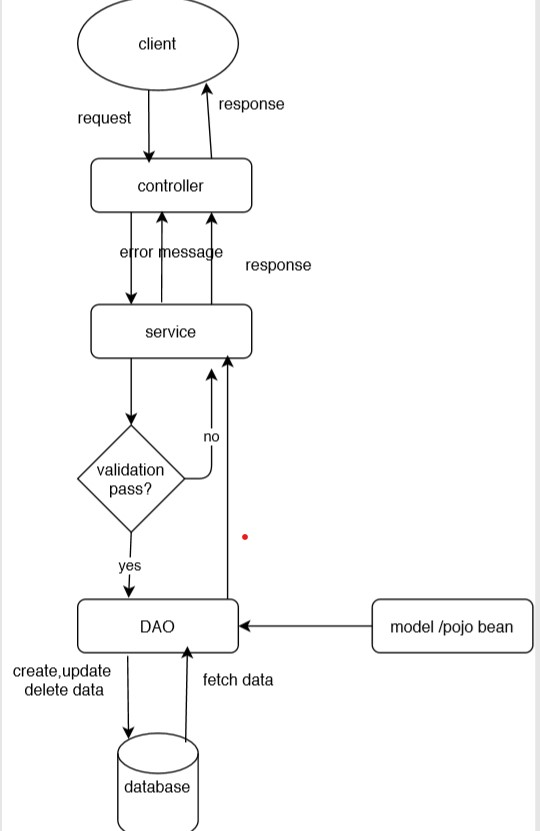 client
request
response
controller
error message
response
service
no
validation
pass?
yes
DAO
model /pojo bean
create,update
delete data
fetch data
database